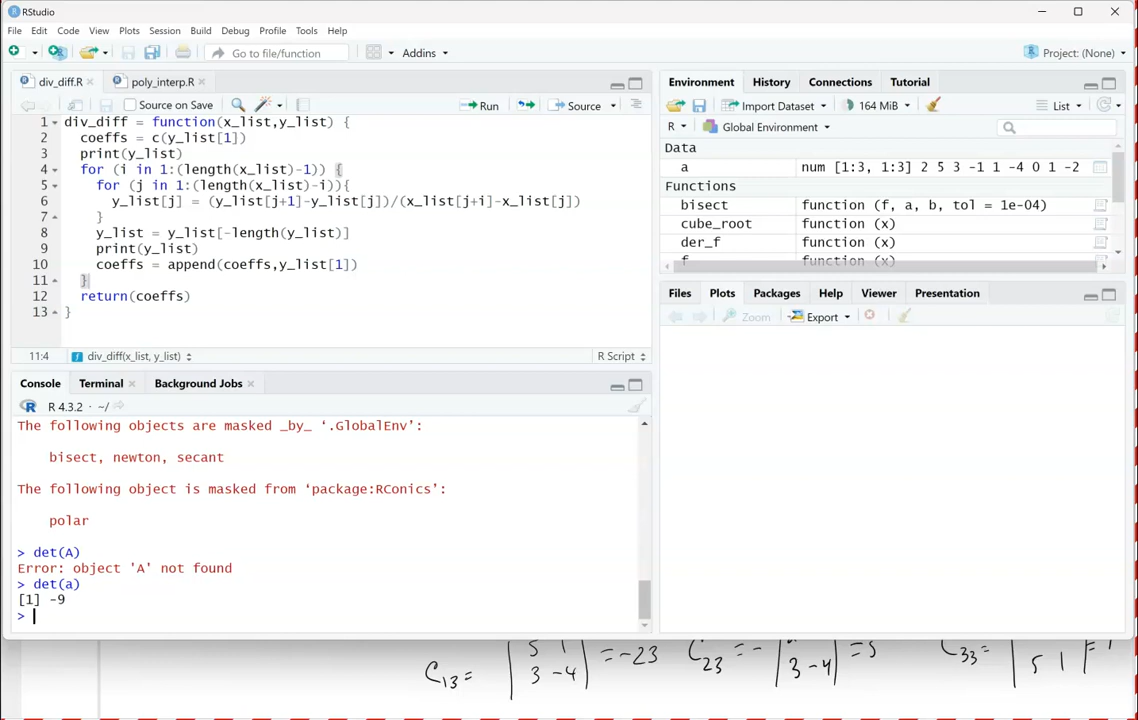 RStudio
File Edit Code View Plots Session Build Debug Profile Tools Help
Go to file/function Addins Project: (None)
div_diff.R poly_interp.R
Source on Save Run Source
1 div_diff = function(x_list,y_list) {
2 coeffs = c(y_list[1])
3 print(y_list)
4 for (i in 1:(length(x_list)-1)) {
5 for (j in 1:(length(x_list)-i)){
6 y_list[j] = (y_list[j+1]-y_list[j])/(x_list[j+i]-x_list[j])
7 }
8 y_list = y_list[-length(y_list)]
9 print(y_list)
10 coeffs = append(coeffs,y_list[1])
11 }
12 return(coeffs)
13 }
11:4 div_diff(x_list, y_list) R Script
Console Terminal Background Jobs
R 4.3.2 · ~/
The following objects are masked _by_ ‘.GlobalEnv’:
bisect, newton, secant
The following object is masked from ‘package:RConics’:
polar
> det(A)
Error: object 'A' not found
> det(a)
[1] -9
>
Environment History Connections Tutorial
Import Dataset 164 MiB List
R Global Environment
Data
a num [1:3, 1:3] 2 5 3 -1 1 -4 0 1 -2
Functions
bisect function (f, a, b, tol = 1e-04)
cube_root function (x)
der_f function (x)
f function (x)
Files Plots Packages Help Viewer Presentation
Zoom Export
C13 = | 5 1 3 -4 | = -23 C23 = - | 3 -4 | = 5 C33 = | 5 1 | =